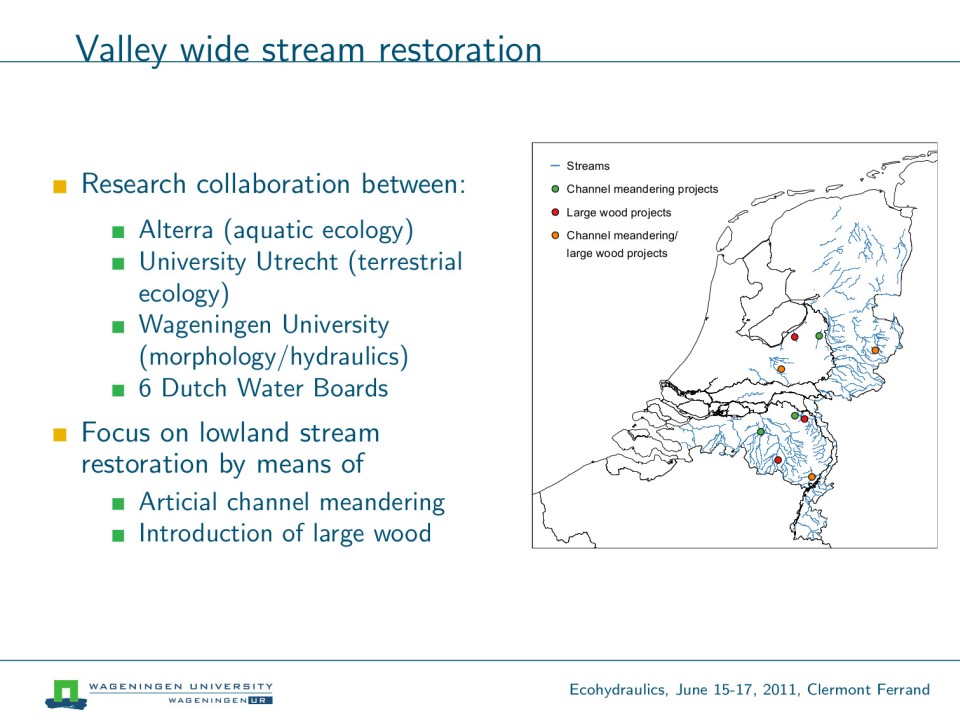 Valley wide stream restoration
Research collaboration between:
Alterra (aquatic ecology)
University Utrecht (terrestrial
ecology)
Wageningen University
(morphology/hydraulics)
6 Dutch Water Boards
Focus on lowland stream
restoration by means of
Articial channel meandering
Introduction of large wood
Streams
Channel meandering projects
Large wood projects
Channel meandering/
large wood projects
WAGENINGEN UNIVERSITY
WAGENINGEN UR
Ecohydraulics, June 15-17, 2011, Clermont Ferrand